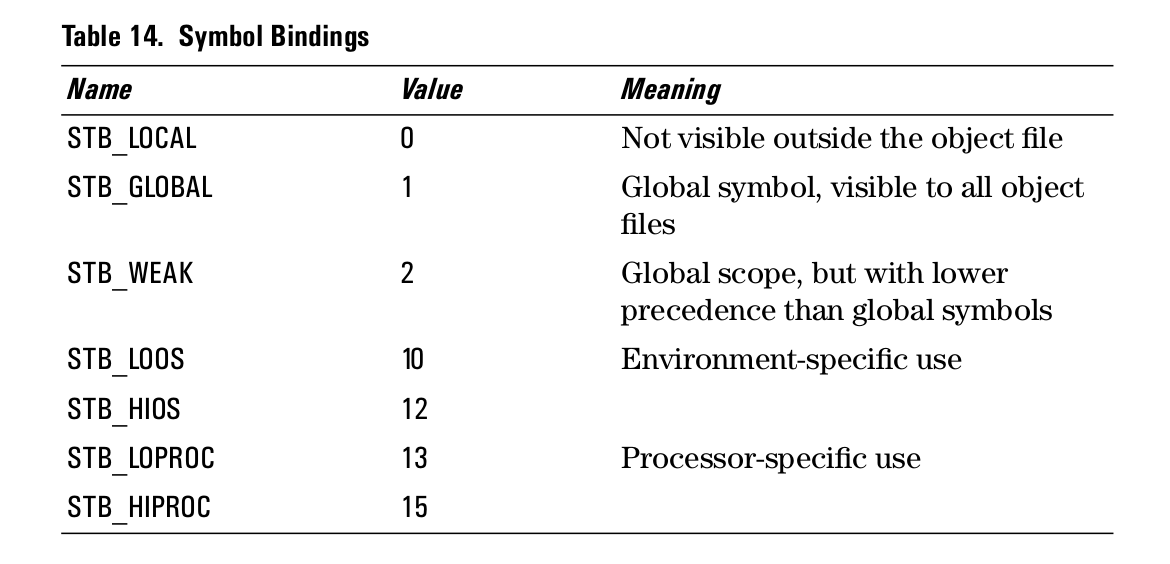 Table 14. Symbol Bindings
Name Value Meaning
STB_LOCAL 0 Not visible outside the object file
STB_GLOBAL 1 Global symbol, visible to all object
files
STB_WEAK 2 Global scope, but with lower
precedence than global symbols
STB_LOOS 10 Environment-specific use
STB_HIOS 12
STB_LOPROC 13 Processor-specific use
STB_HIPROC 15